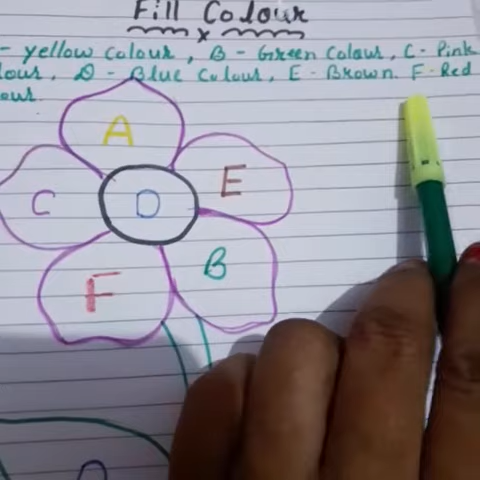 Fill Colour
x
- yellow Colour, B - Green Colour, C - Pink
lour, D - Blue Colour, E - Brown. F - Red
our
A
E
C
D
B
F